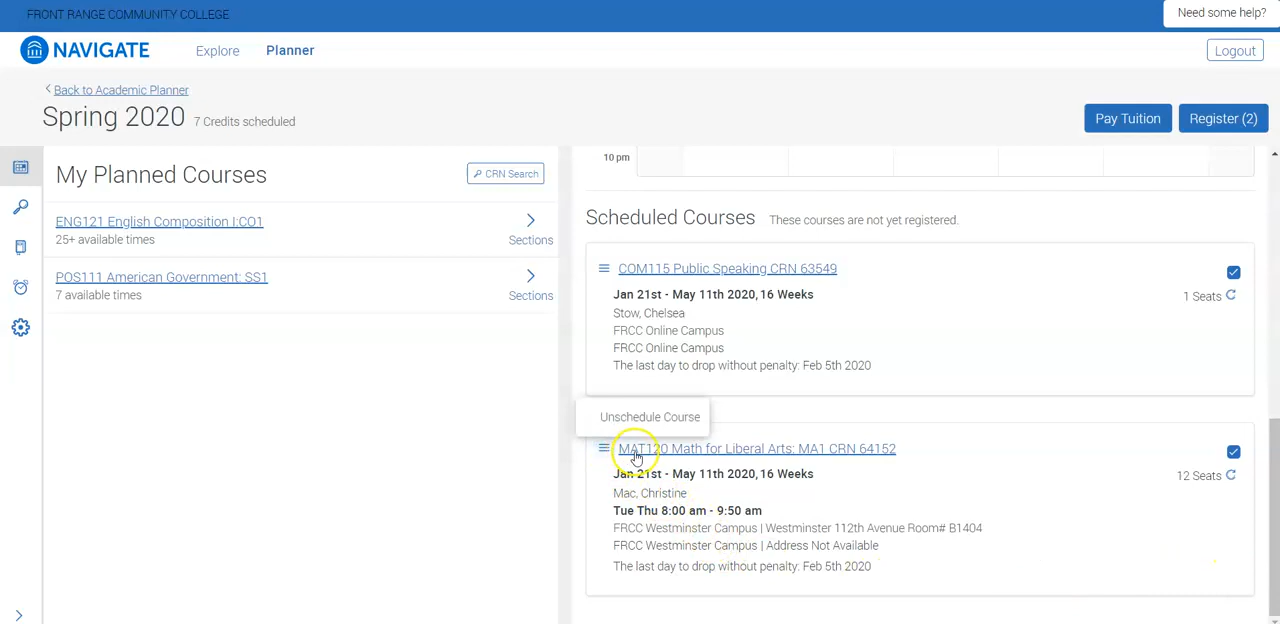 FRONT RANGE COMMUNITY COLLEGE
Need some help?
NAVIGATE
Explore
Planner
Logout
Back to Academic Planner
Spring 2020
7 Credits scheduled
Pay Tuition
Register (2)
My Planned Courses
CRN Search
ENG121 English Composition I:CO1
25+ available times
Sections
POS111 American Government: SS1
7 available times
Sections
10 pm
Scheduled Courses
These courses are not yet registered.
COM115 Public Speaking CRN 63549
Jan 21st - May 11th 2020, 16 Weeks
1 Seats
Stow, Chelsea
FRCC Online Campus
FRCC Online Campus
The last day to drop without penalty: Feb 5th 2020
Unschedule Course
MAT120 Math for Liberal Arts: MA1 CRN 64152
Jan 21st - May 11th 2020, 16 Weeks
12 Seats
Mac, Christine
Tue Thu 8:00 am - 9:50 am
FRCC Westminster Campus | Westminster 112th Avenue Room# B1404
FRCC Westminster Campus | Address Not Available
The last day to drop without penalty: Feb 5th 2020